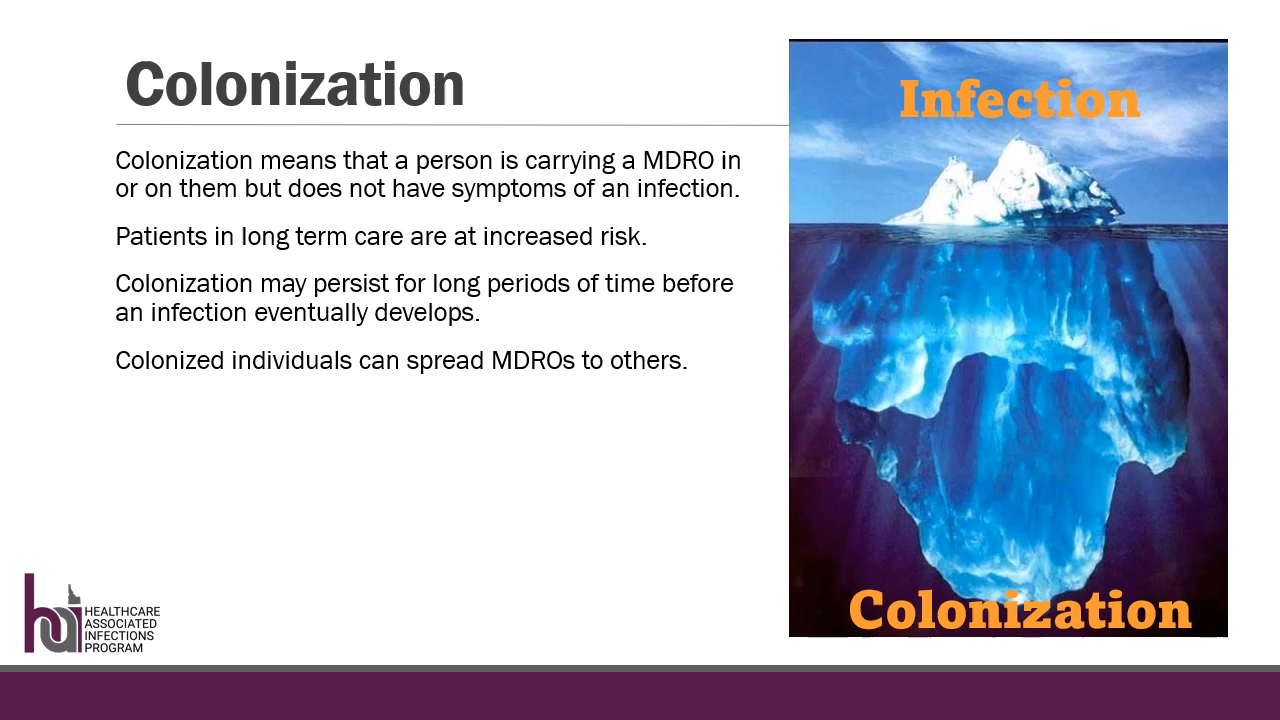 Colonization
Colonization means that a person is carrying a MDRO in
or on them but does not have symptoms of an infection.
Patients in long term care are at increased risk.
Colonization may persist for long periods of time before
an infection eventually develops.
Colonized individuals can spread MDROs to others.
Infection
Colonization
hai
HEALTHCARE
ASSOCIATED
INFECTIONS
PROGRAM